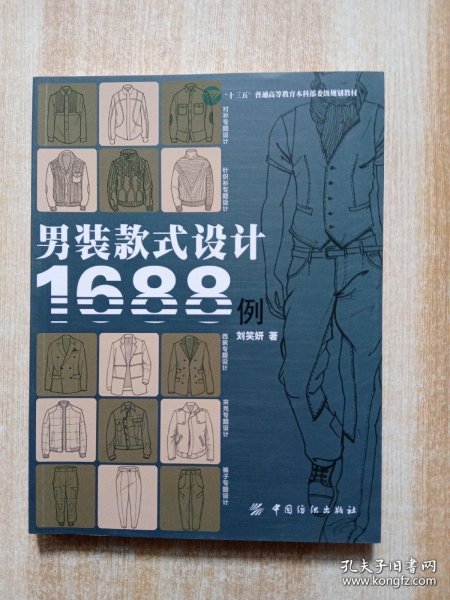 "十三五"普通高等教育本科部委级规划教材
衬衫专题设计
针织衫专题设计
男装款式设计
1688例
刘笑妍 著
西装专题设计
夹克专题设计
裤子专题设计
中国纺织出版社
孔夫子旧书网
www.kongfz.com